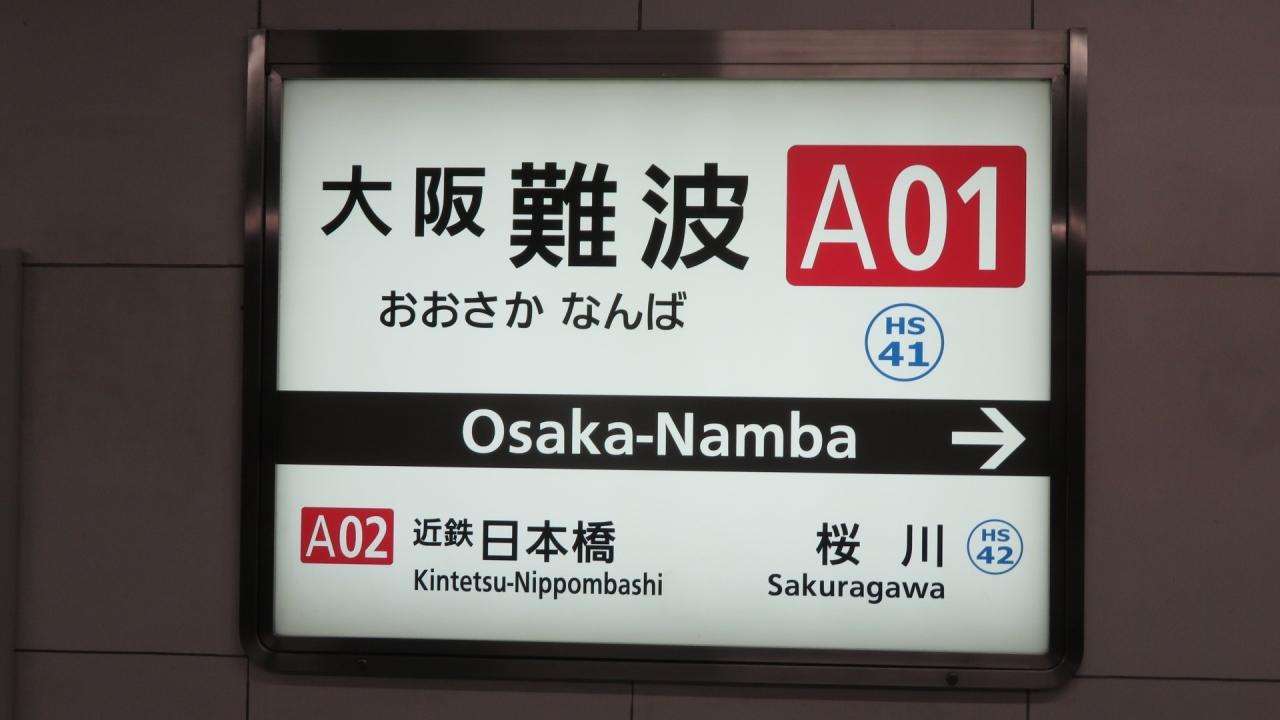 大阪難波 A01
おおさか なんば
HS
41
Osaka-Namba →
A02 近鉄日本橋
Kintetsu-Nippombashi
桜川 HS 42
Sakuragawa